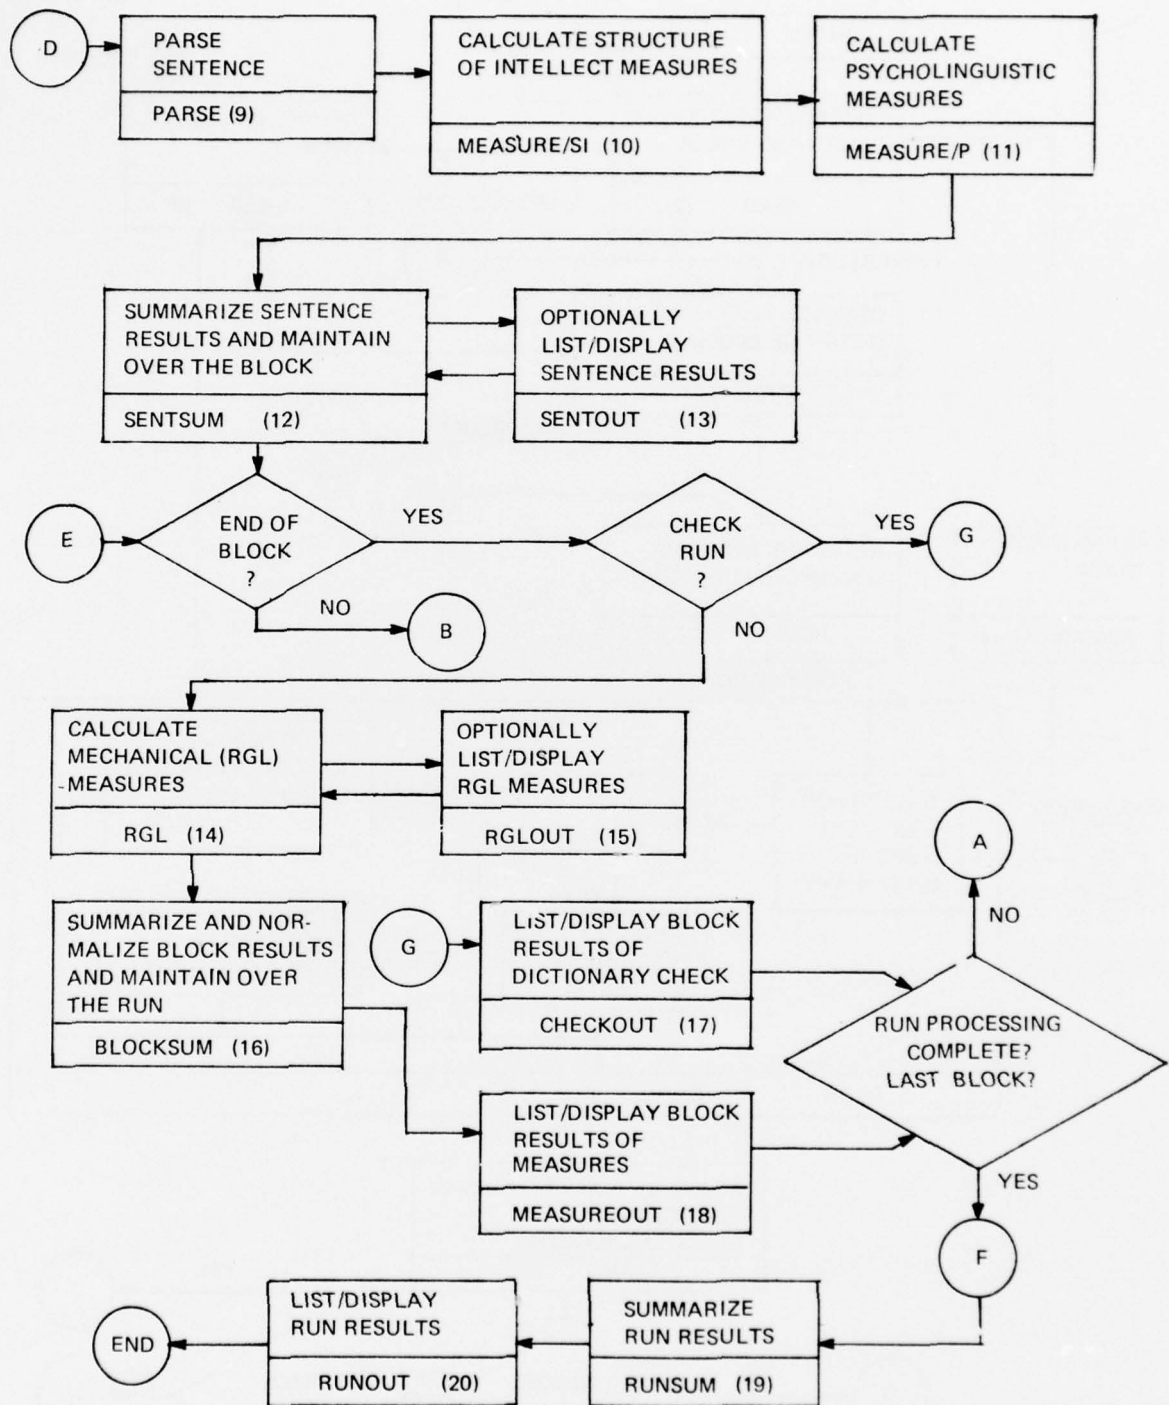 D
PARSE
SENTENCE
PARSE (9)
CALCULATE STRUCTURE
OF INTELLECT MEASURES
MEASURE/SI (10)
CALCULATE
PSYCHOLINGUISTIC
MEASURES
MEASURE/P (11)
SUMMARIZE SENTENCE
RESULTS AND MAINTAIN
OVER THE BLOCK
SENTSUM (12)
OPTIONALLY
LIST/DISPLAY
SENTENCE RESULTS
SENTOUT (13)
E
END OF
BLOCK
?
YES
NO
B
CHECK
RUN
?
YES
G
NO
CALCULATE
MECHANICAL (RGL)
MEASURES
RGL (14)
OPTIONALLY
LIST/DISPLAY
RGL MEASURES
RGLOUT (15)
SUMMARIZE AND NOR-
MALIZE BLOCK RESULTS
AND MAINTAIN OVER
THE RUN
BLOCKSUM (16)
G
LIST/DISPLAY BLOCK
RESULTS OF
DICTIONARY CHECK
CHECKOUT (17)
LIST/DISPLAY BLOCK
RESULTS OF
MEASURES
MEASUREOUT (18)
A
NO
RUN PROCESSING
COMPLETE?
LAST BLOCK?
YES
F
SUMMARIZE
RUN RESULTS
RUNSUM (19)
LIST/DISPLAY
RUN RESULTS
RUNOUT (20)
END